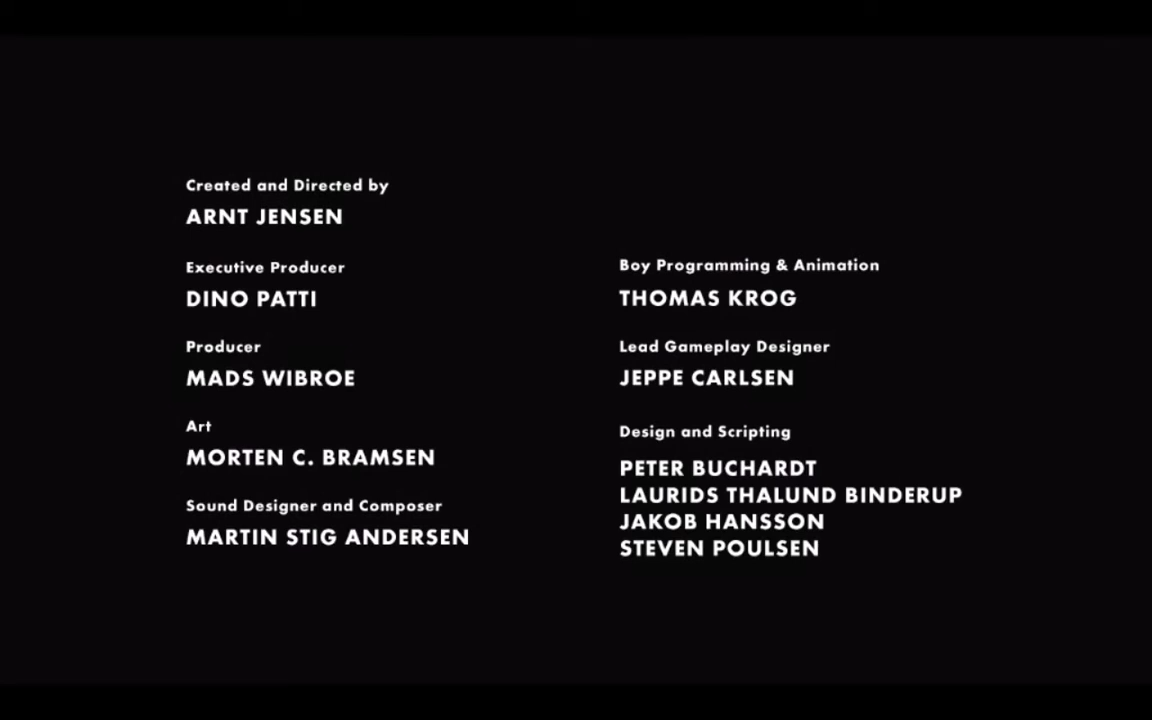 Created and Directed by
ARNT JENSEN
Executive Producer
DINO PATTI
Producer
MADS WIBROE
Art
MORTEN C. BRAMSEN
Sound Designer and Composer
MARTIN STIG ANDERSEN
Boy Programming & Animation
THOMAS KROG
Lead Gameplay Designer
JEPPE CARLSEN
Design and Scripting
PETER BUCHARDT
LAURIDS THALUND BINDERUP
JAKOB HANSSON
STEVEN POULSEN